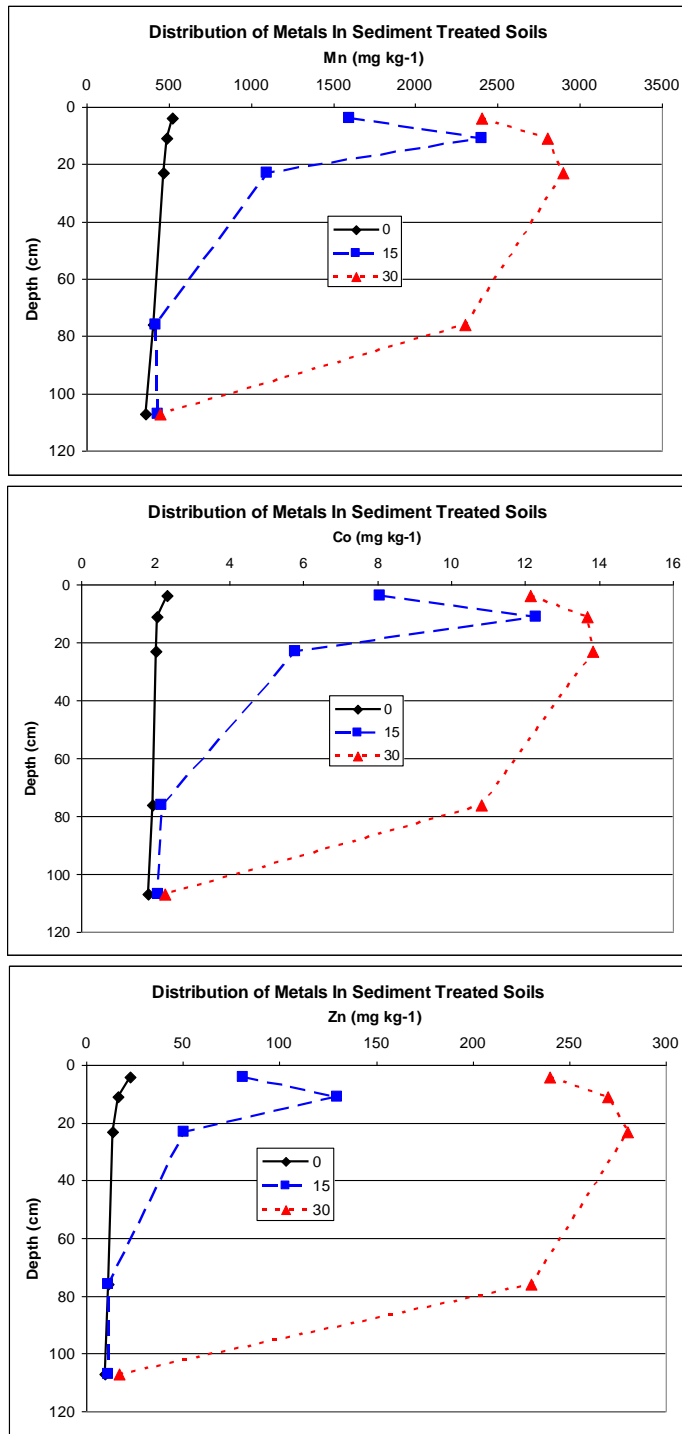 Distribution of Metals In Sediment Treated Soils
Mn (mg kg-1)
0 500 1000 1500 2000 2500 3000 3500
0
20
40
60
80
100
120
Depth (cm)
0
15
30
Distribution of Metals In Sediment Treated Soils
Co (mg kg-1)
0 2 4 6 8 10 12 14 16
0
20
40
60
80
100
120
Depth (cm)
0
15
30
Distribution of Metals In Sediment Treated Soils
Zn (mg kg-1)
0 50 100 150 200 250 300
0
20
40
60
80
100
120
Depth (cm)
0
15
30